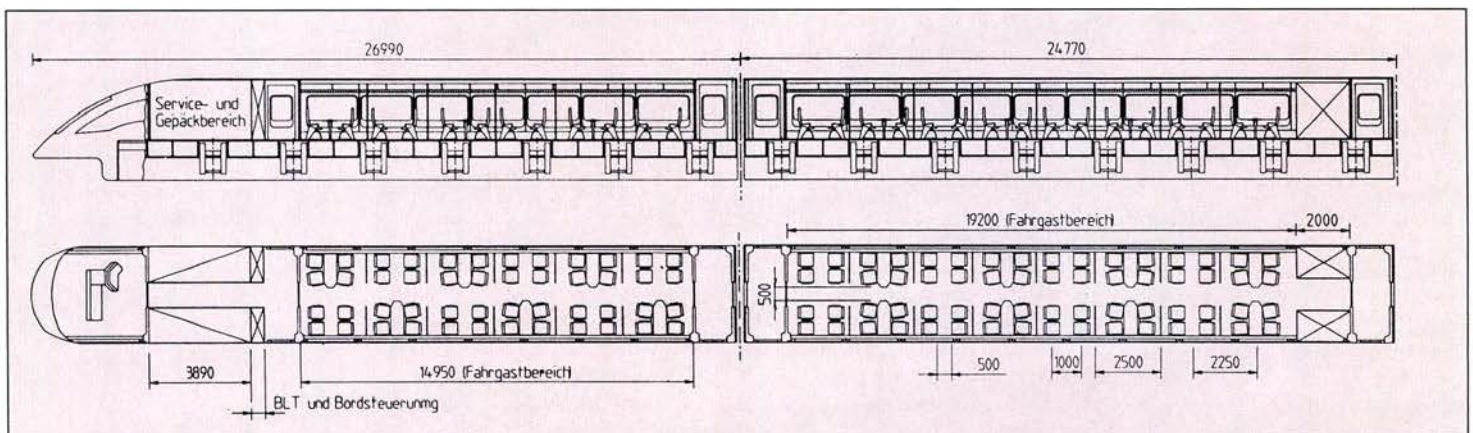 26990
24770
Service- und
Gepäckbereich
19200 (Fahrgastbereich)
2000
500
3890
14950 (Fahrgastbereich)
500
1000
2500
2250
BLT und Bordsteuerunmg